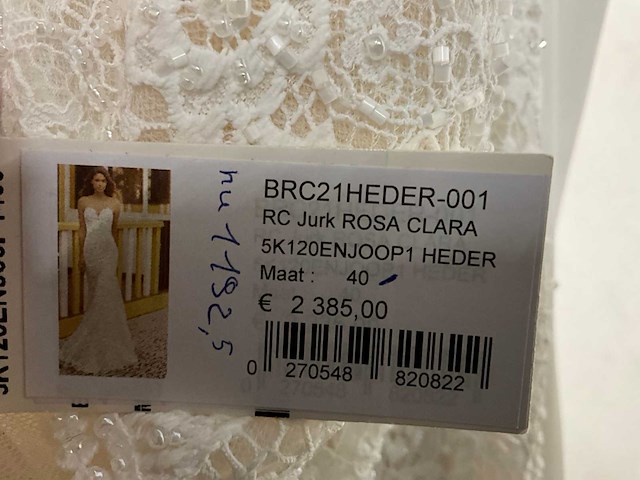 BRC21HEDER-001
RC Jurk ROSA CLARA
5K120ENJOOP1 HEDER
Maat : 40
€ 2 385,00
0 270548 820822
nu 1192,5